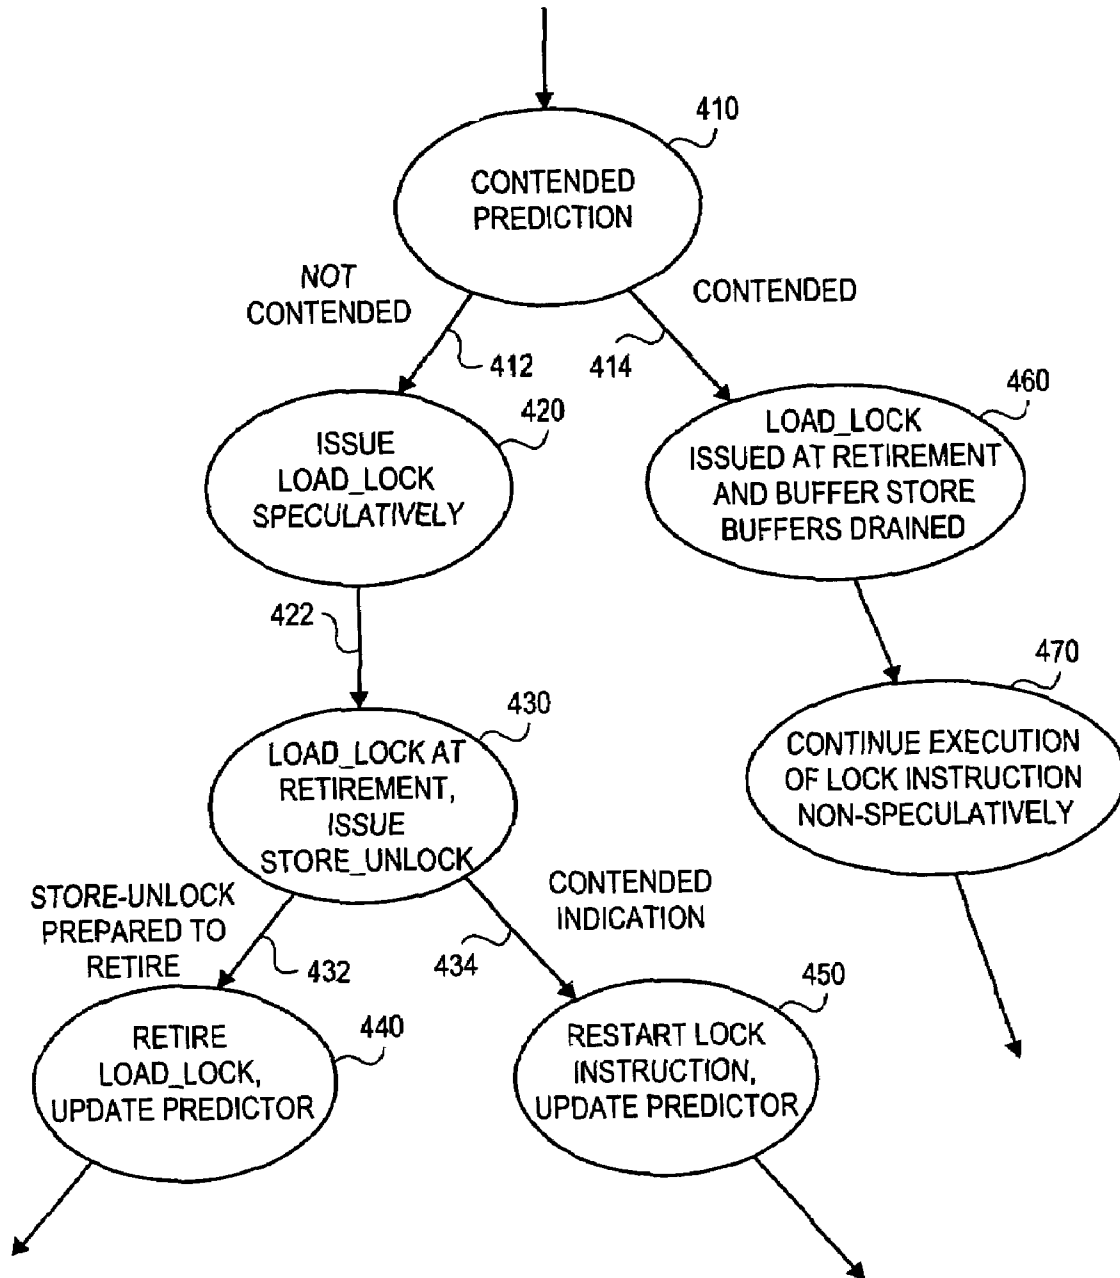 410
CONTENDED
PREDICTION
NOT
CONTENDED
CONTENDED
412
414
420
ISSUE
LOAD_LOCK
SPECULATIVELY
460
LOAD_LOCK
ISSUED AT RETIREMENT
AND BUFFER STORE
BUFFERS DRAINED
422
430
LOAD_LOCK AT
RETIREMENT,
ISSUE
STORE_UNLOCK
470
CONTINUE EXECUTION
OF LOCK INSTRUCTION
NON-SPECULATIVELY
STORE-UNLOCK
PREPARED TO
RETIRE
CONTENDED
INDICATION
432
434
440
RETIRE
LOAD_LOCK,
UPDATE PREDICTOR
450
RESTART LOCK
INSTRUCTION,
UPDATE PREDICTOR